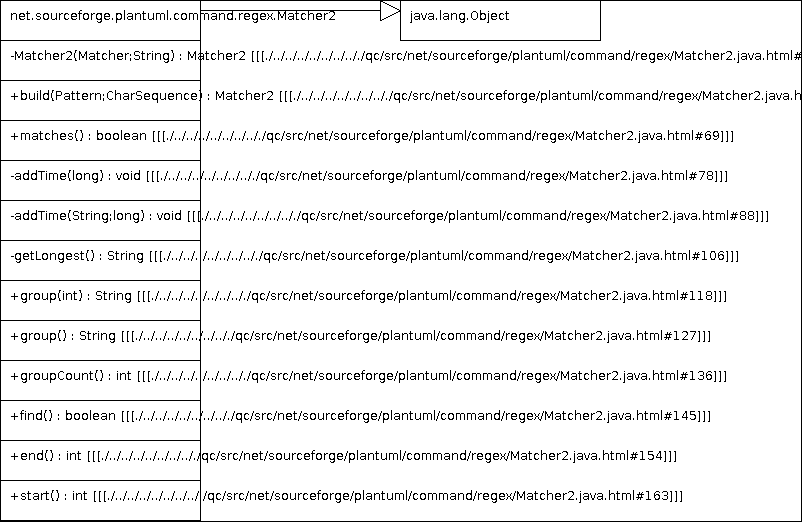 net.sourceforge.plantuml.command.regex.Matcher2
java.lang.Object
-Matcher2(Matcher;String) : Matcher2 [[[./../../../../../../../../qc/src/net/sourceforge/plantuml/command/regex/Matcher2.java.html#
+build(Pattern;CharSequence) : Matcher2 [[[./../../../../../../../../qc/src/net/sourceforge/plantuml/command/regex/Matcher2.java.h
+matches() : boolean [[[./../../../../../../../../qc/src/net/sourceforge/plantuml/command/regex/Matcher2.java.html#69]]]
-addTime(long) : void [[[./../../../../../../../../qc/src/net/sourceforge/plantuml/command/regex/Matcher2.java.html#78]]]
-addTime(String;long) : void [[[./../../../../../../../../qc/src/net/sourceforge/plantuml/command/regex/Matcher2.java.html#88]]]
-getLongest() : String [[[./../../../../../../../../qc/src/net/sourceforge/plantuml/command/regex/Matcher2.java.html#106]]]
+group(int) : String [[[./../../../../../../../../qc/src/net/sourceforge/plantuml/command/regex/Matcher2.java.html#118]]]
+group() : String [[[./../../../../../../../../qc/src/net/sourceforge/plantuml/command/regex/Matcher2.java.html#127]]]
+groupCount() : int [[[./../../../../../../../../qc/src/net/sourceforge/plantuml/command/regex/Matcher2.java.html#136]]]
+find() : boolean [[[./../../../../../../../../qc/src/net/sourceforge/plantuml/command/regex/Matcher2.java.html#145]]]
+end() : int [[[./../../../../../../../../qc/src/net/sourceforge/plantuml/command/regex/Matcher2.java.html#154]]]
+start() : int [[[./../../../../../../../../qc/src/net/sourceforge/plantuml/command/regex/Matcher2.java.html#163]]]